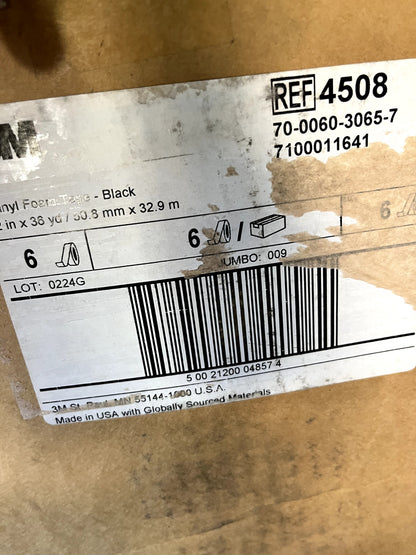 REF 4508
70-0060-3065-7
7100011641
M
nyl Foam Tape - Black
2 in x 36 yd / 50.8 mm x 32.9 m
6 6 / 6
LOT: 0224G UMBO: 009
5 00 21200 04857 4
3M St. Paul, MN 55144-1000 U.S.A.
Made in USA with Globally Sourced Materials